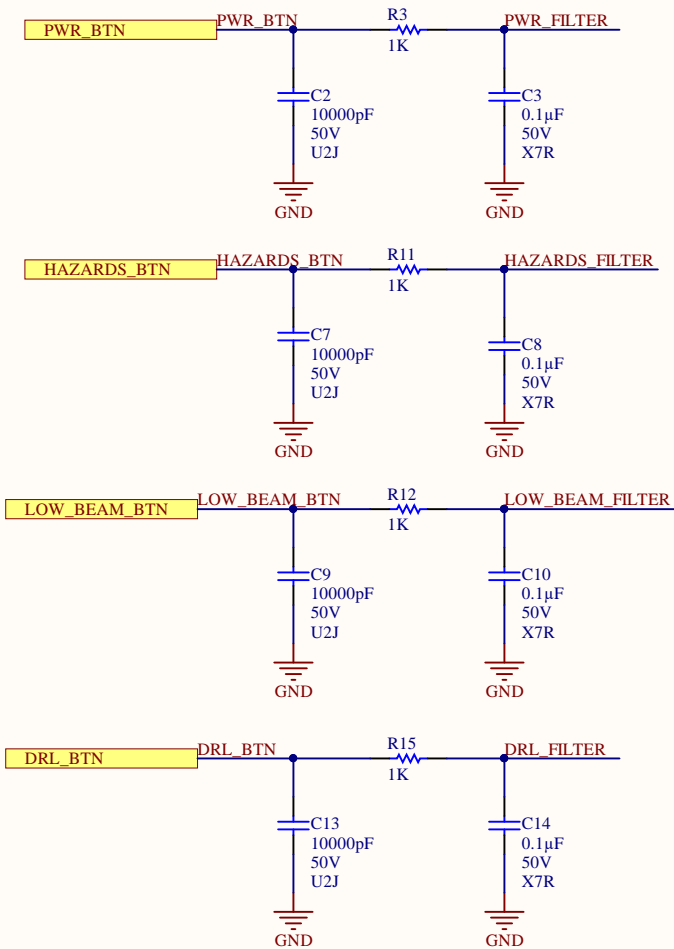 PWR_BTN
PWR_BTN
R3
1K
PWR_FILTER
C2
10000pF
50V
U2J
GND
C3
0.1µF
50V
X7R
GND
HAZARDS_BTN
HAZARDS_BTN
R11
1K
HAZARDS_FILTER
C7
10000pF
50V
U2J
GND
C8
0.1µF
50V
X7R
GND
LOW_BEAM_BTN
LOW_BEAM_BTN
R12
1K
LOW_BEAM_FILTER
C9
10000pF
50V
U2J
GND
C10
0.1µF
50V
X7R
GND
DRL_BTN
DRL_BTN
R15
1K
DRL_FILTER
C13
10000pF
50V
U2J
GND
C14
0.1µF
50V
X7R
GND